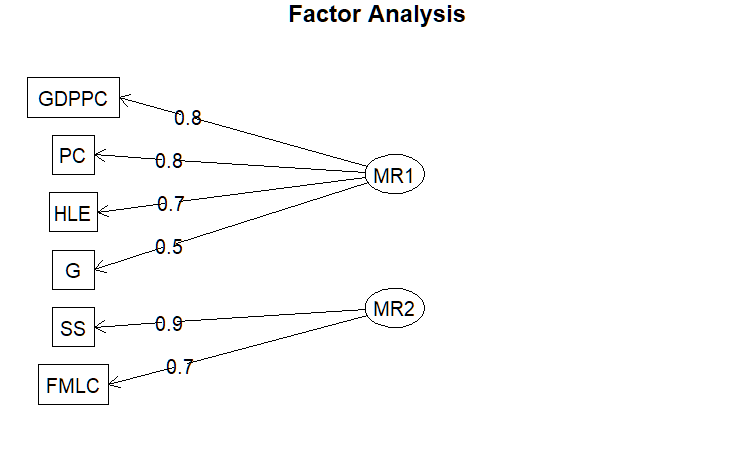 Factor Analysis
GDPPC
0.8
PC
0.8
MR1
HLE
0.7
G
0.5
SS
0.9
MR2
FMLC
0.7